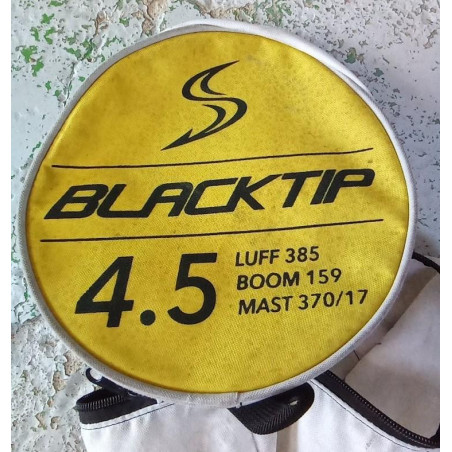 BLACKTIP
4.5
LUFF 385
BOOM 159
MAST 370/17